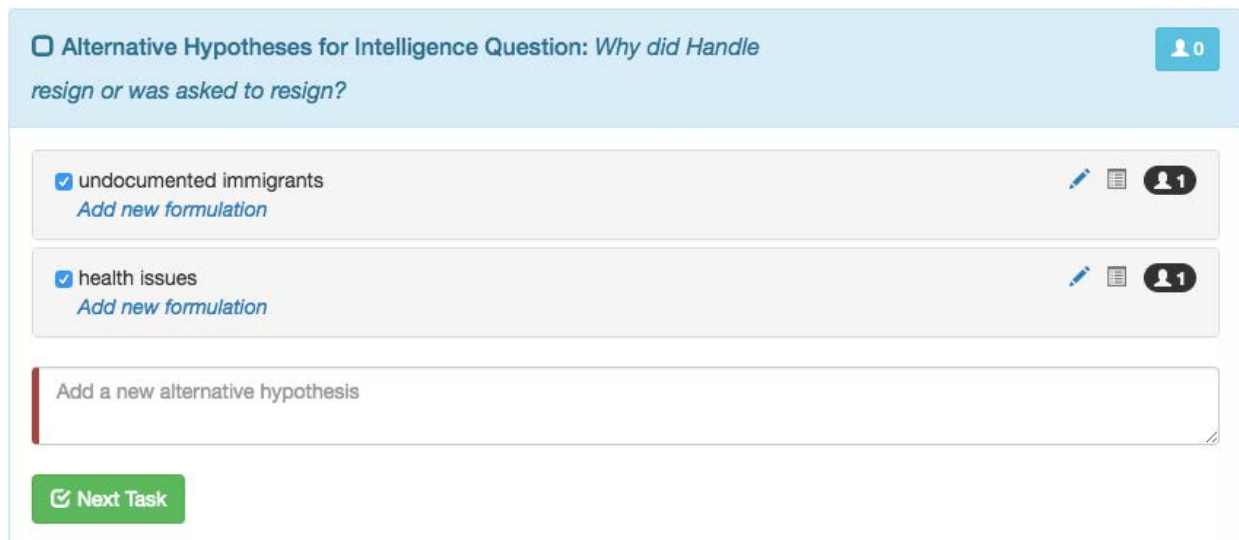 Alternative Hypotheses for Intelligence Question: Why did Handle
0
resign or was asked to resign?
undocumented immigrants
1
Add new formulation
health issues
1
Add new formulation
Add a new alternative hypothesis
Next Task